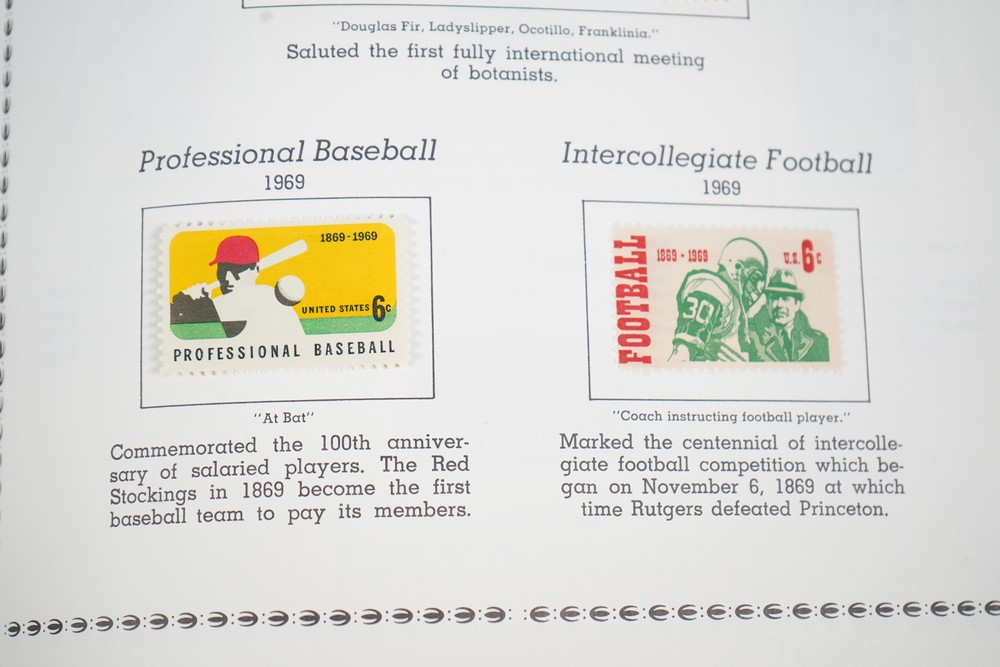 "Douglas Fir, Ladyslipper, Ocotillo, Franklinia."
Saluted the first fully international meeting
of botanists.
Professional Baseball
1969
1869-1969
UNITED STATES 6c
PROFESSIONAL BASEBALL
"At Bat"
Commemorated the 100th anniver-
sary of salaried players. The Red
Stockings in 1869 become the first
baseball team to pay its members.
Intercollegiate Football
1969
FOOTBALL
1869 · 1969
U.S. 6c
30
"Coach instructing football player."
Marked the centennial of intercolle-
giate football competition which be-
gan on November 6, 1869 at which
time Rutgers defeated Princeton.